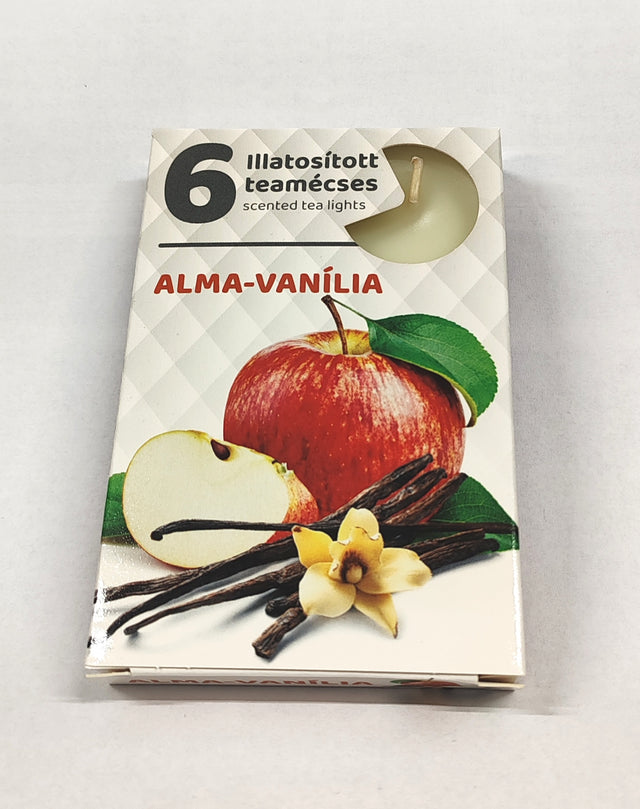 6 Illatosított
teamécses
scented tea lights
ALMA-VANÍLIA
ALMA-VANÍLIA